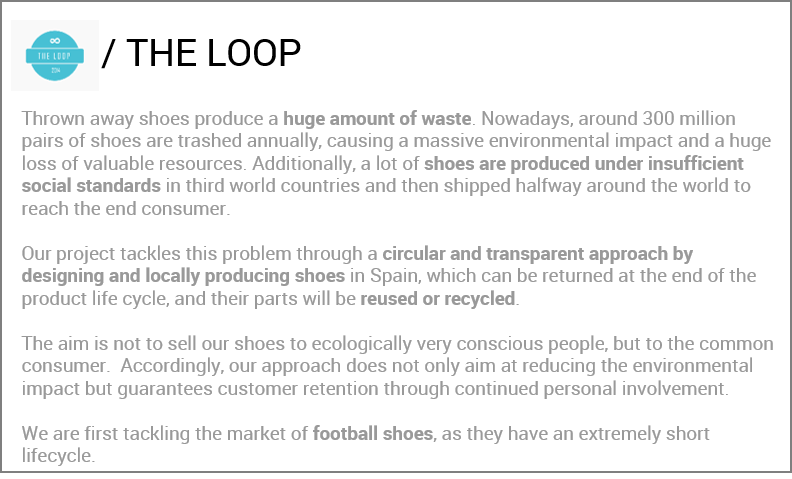 ∞
THE LOOP
2014
/ THE LOOP
Thrown away shoes produce a huge amount of waste. Nowadays, around 300 million
pairs of shoes are trashed annually, causing a massive environmental impact and a huge
loss of valuable resources. Additionally, a lot of shoes are produced under insufficient
social standards in third world countries and then shipped halfway around the world to
reach the end consumer.
Our project tackles this problem through a circular and transparent approach by
designing and locally producing shoes in Spain, which can be returned at the end of the
product life cycle, and their parts will be reused or recycled.
The aim is not to sell our shoes to ecologically very conscious people, but to the common
consumer.  Accordingly, our approach does not only aim at reducing the environmental
impact but guarantees customer retention through continued personal involvement.
We are first tackling the market of football shoes, as they have an extremely short
lifecycle.